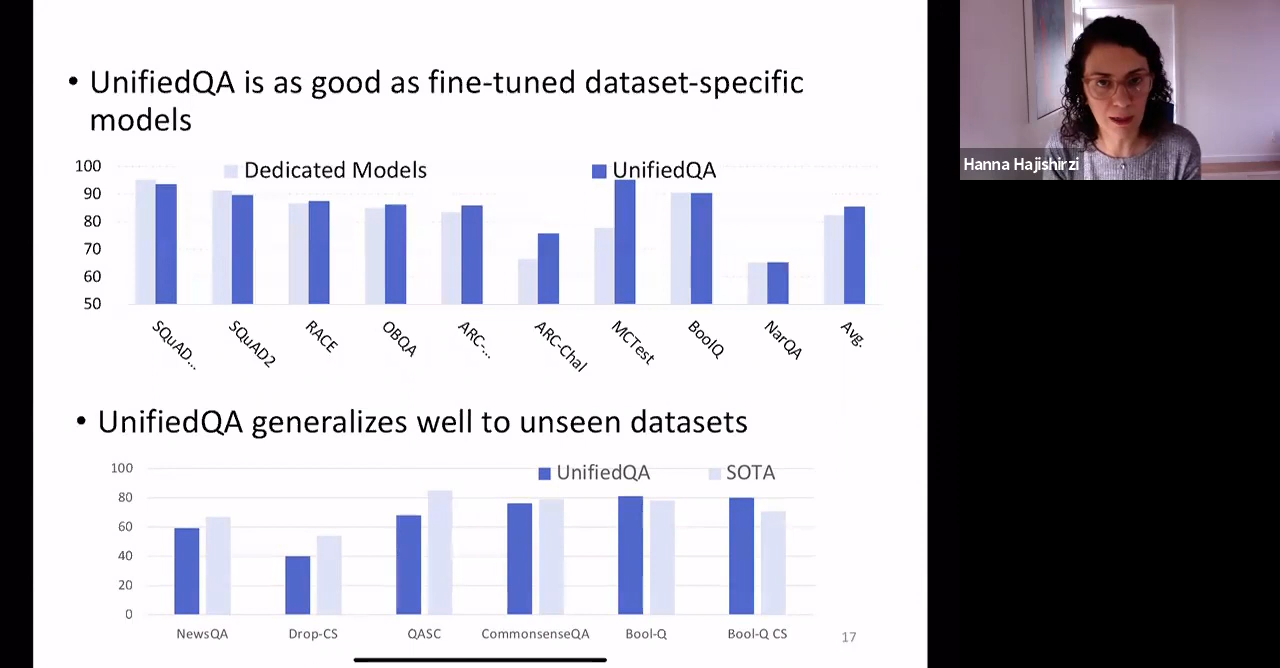 • UnifiedQA is as good as fine-tuned dataset-specific
models
Dedicated Models
UnifiedQA
100
90
80
70
60
50
SQuAD...
SQuAD2
RACE
OBQA
ARC-...
ARC-Chal
MCTest
BoolQ
NarQA
Avg.
• UnifiedQA generalizes well to unseen datasets
UnifiedQA
SOTA
100
80
60
40
20
0
NewsQA
Drop-CS
QASC
CommonsenseQA
Bool-Q
Bool-Q CS
17
Hanna Hajishirzi